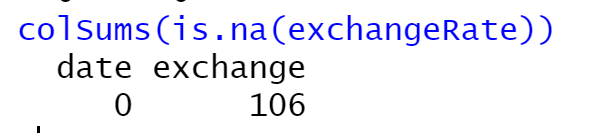 colSums(is.na(exchangeRate))
date exchange
0 106